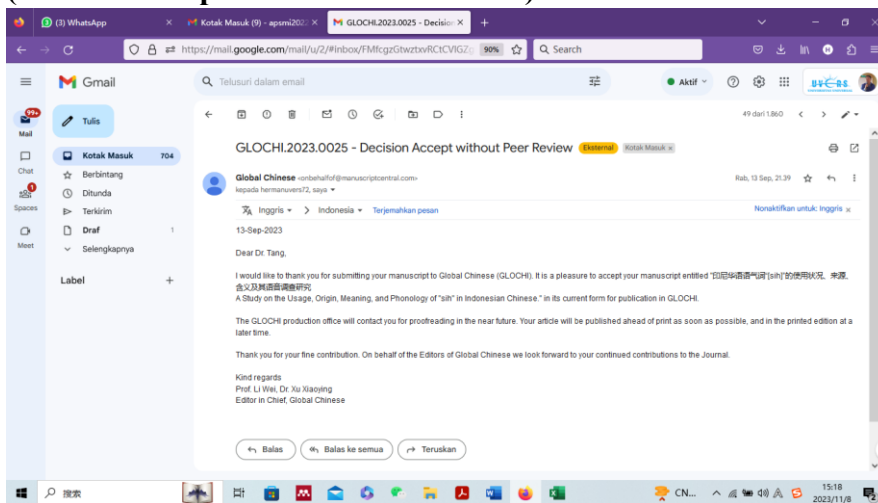 (3) WhatsApp
Kotak Masuk (9) - apsmi2022
GLOCHI.2023.0025 - Decision
https://mail.google.com/mail/u/2/#inbox/
90%
Search
Gmail
Telusuri dalam email
Aktif
UVERS
99+
Mail
Chat
Spaces
Meet
Tulis
Kotak Masuk 704
Berbintang
Ditunda
Terkirim
Draf 1
Selengkapnya
Label
49 dari 1.860
GLOCHI.2023.0025 - Decision Accept without Peer Review Eksternal Kotak Masuk x
Global Chinese <onbehalfof@manuscriptcentral.com>
kepada hermanuvers72, saya
Rab, 13 Sep, 21.39
Inggris > Indonesia Terjemahkan pesan
Nonaktifkan untuk: Inggris x
13-Sep-2023
Dear Dr. Tang,
I would like to thank you for submitting your manuscript to Global Chinese (GLOCHI). It is a pleasure to accept your manuscript entitled "印尼华语语气词"[sih]"的使用状况、来源、
含义及其语音调查研究
A Study on the Usage, Origin, Meaning, and Phonology of "sih" in Indonesian Chinese." in its current form for publication in GLOCHI.
The GLOCHI production office will contact you for proofreading in the near future. Your article will be published ahead of print as soon as possible, and in the printed edition at a
later time.
Thank you for your fine contribution. On behalf of the Editors of Global Chinese we look forward to your continued contributions to the Journal.
Kind regards
Prof. Li Wei, Dr. Xu Xiaoying
Editor in Chief, Global Chinese
Balas
Balas ke semua
Teruskan
搜索
CN...
15:18
2023/11/8